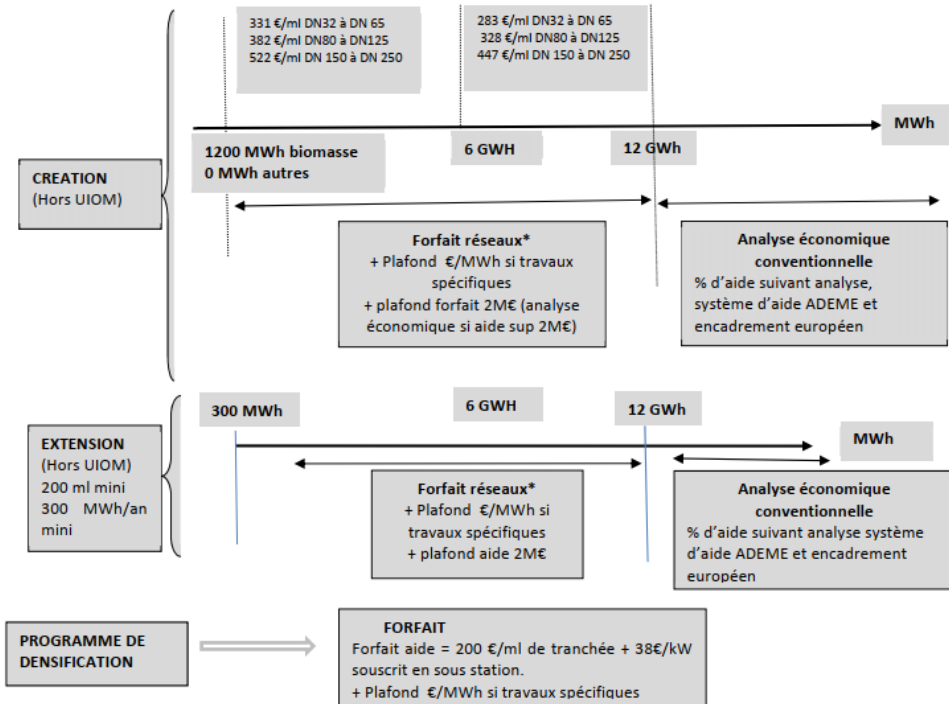 331 €/ml DN32 à DN 65
382 €/ml DN80 à DN125
522 €/ml DN 150 à DN 250
283 €/ml DN32 à DN 65
328 €/ml DN80 à DN125
447 €/ml DN 150 à DN 250
MWh
1200 MWh biomasse
0 MWh autres
6 GWH
12 GWh
CREATION
(Hors UIOM)
Forfait réseaux*
+ Plafond €/MWh si travaux
spécifiques
+ plafond forfait 2M€ (analyse
économique si aide sup 2M€)
Analyse économique
conventionnelle
% d'aide suivant analyse,
système d'aide ADEME et
encadrement européen
300 MWh
6 GWH
12 GWh
MWh
EXTENSION
(Hors UIOM)
200 ml mini
300 MWh/an
mini
Forfait réseaux*
+ Plafond €/MWh si
travaux spécifiques
+ plafond aide 2M€
Analyse économique
conventionnelle
% d'aide suivant analyse système
d'aide ADEME et encadrement
européen
PROGRAMME DE
DENSIFICATION
FORFAIT
Forfait aide = 200 €/ml de tranchée + 38€/kW
souscrit en sous station.
+ Plafond €/MWh si travaux spécifiques